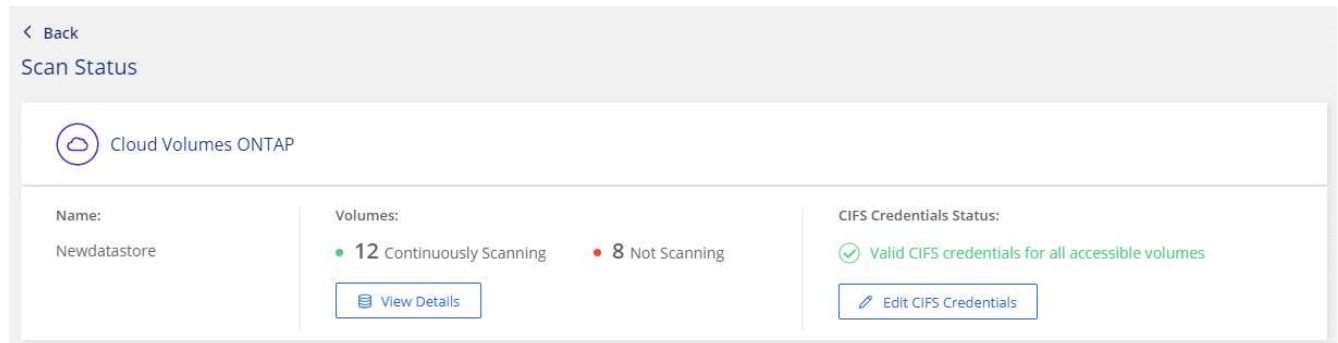 Back
Scan Status
Cloud Volumes ONTAP
Name:
Newdatastore
Volumes:
12 Continuously Scanning
8 Not Scanning
View Details
CIFS Credentials Status:
Valid CIFS credentials for all accessible volumes
Edit CIFS Credentials